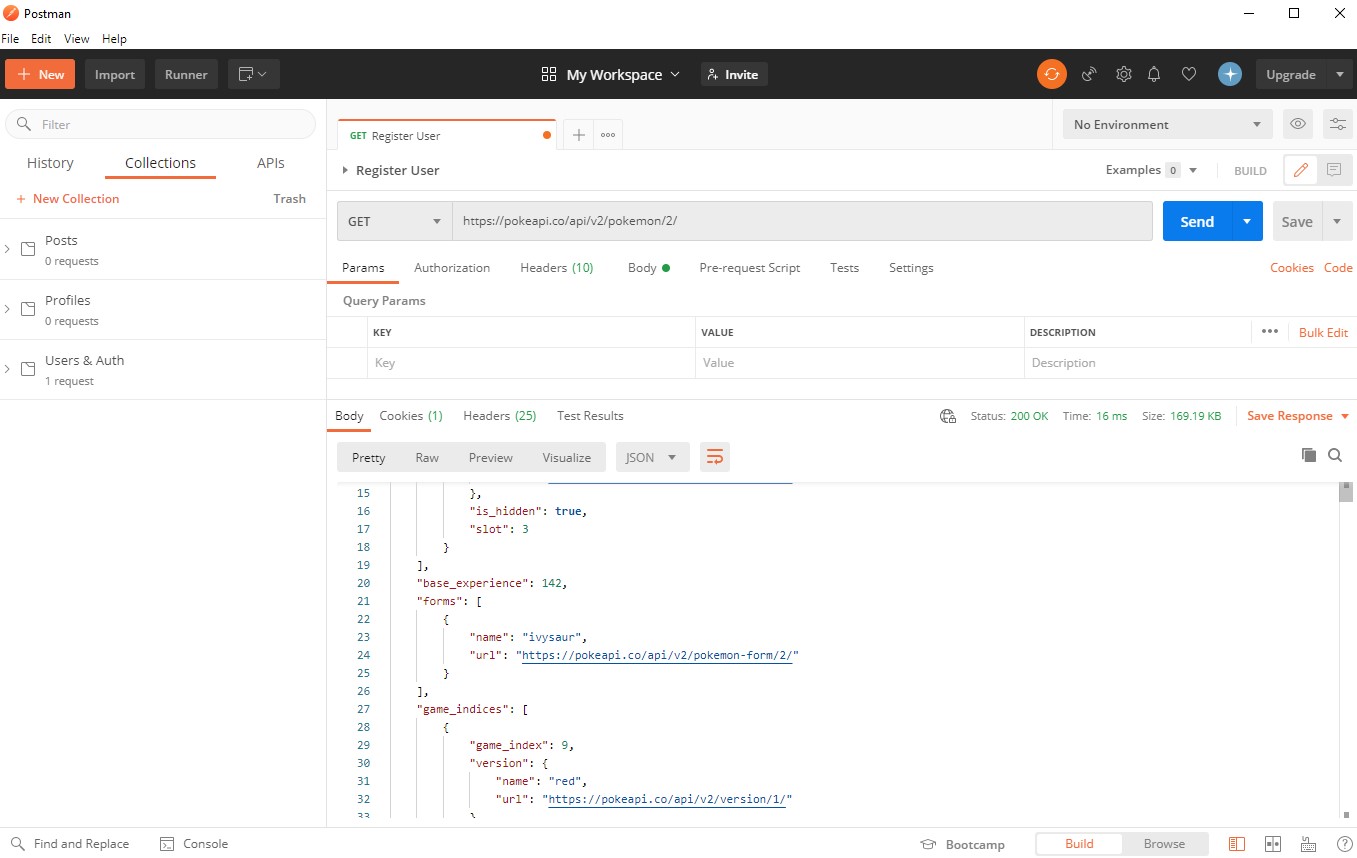 Postman
File Edit View Help
+ New Import Runner My Workspace Invite Upgrade
Filter
History Collections APIs
+ New Collection Trash
Posts
0 requests
Profiles
0 requests
Users & Auth
1 request
GET Register User
No Environment
Register User
Examples 0 BUILD
GET https://pokeapi.co/api/v2/pokemon/2/ Send Save
Params Authorization Headers (10) Body Pre-request Script Tests Settings Cookies Code
Query Params
KEY VALUE DESCRIPTION Bulk Edit
Key Value Description
Body Cookies (1) Headers (25) Test Results Status: 200 OK Time: 16 ms Size: 169.19 KB Save Response
Pretty Raw Preview Visualize JSON
15 },
16 "is_hidden": true,
17 "slot": 3
18 }
19 ],
20 "base_experience": 142,
21 "forms": [
22 {
23 "name": "ivysaur",
24 "url": "https://pokeapi.co/api/v2/pokemon-form/2/"
25 }
26 ],
27 "game_indices": [
28 {
29 "game_index": 9,
30 "version": {
31 "name": "red",
32 "url": "https://pokeapi.co/api/v2/version/1/"
33 }
Find and Replace Console Bootcamp Build Browse